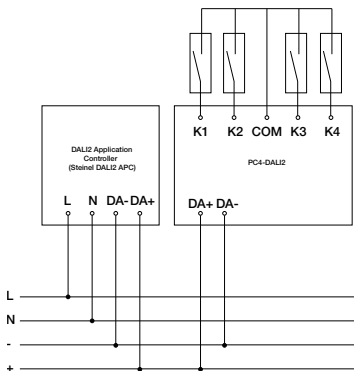 K1 K2 COM K3 K4
DALI2 Application
Controller
(Steinel DALI2 APC)
L N DA- DA+
PC4-DALI2
DA+ DA-
L
N
-
+